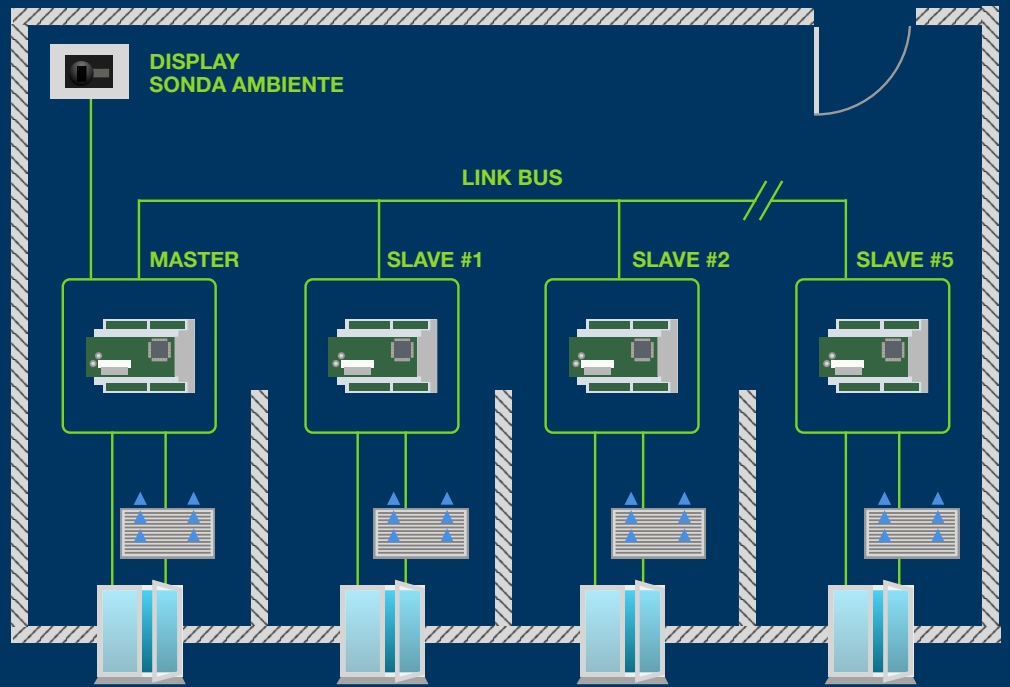 DISPLAY
SONDA AMBIENTE
LINK BUS
MASTER
SLAVE #1
SLAVE #2
SLAVE #5